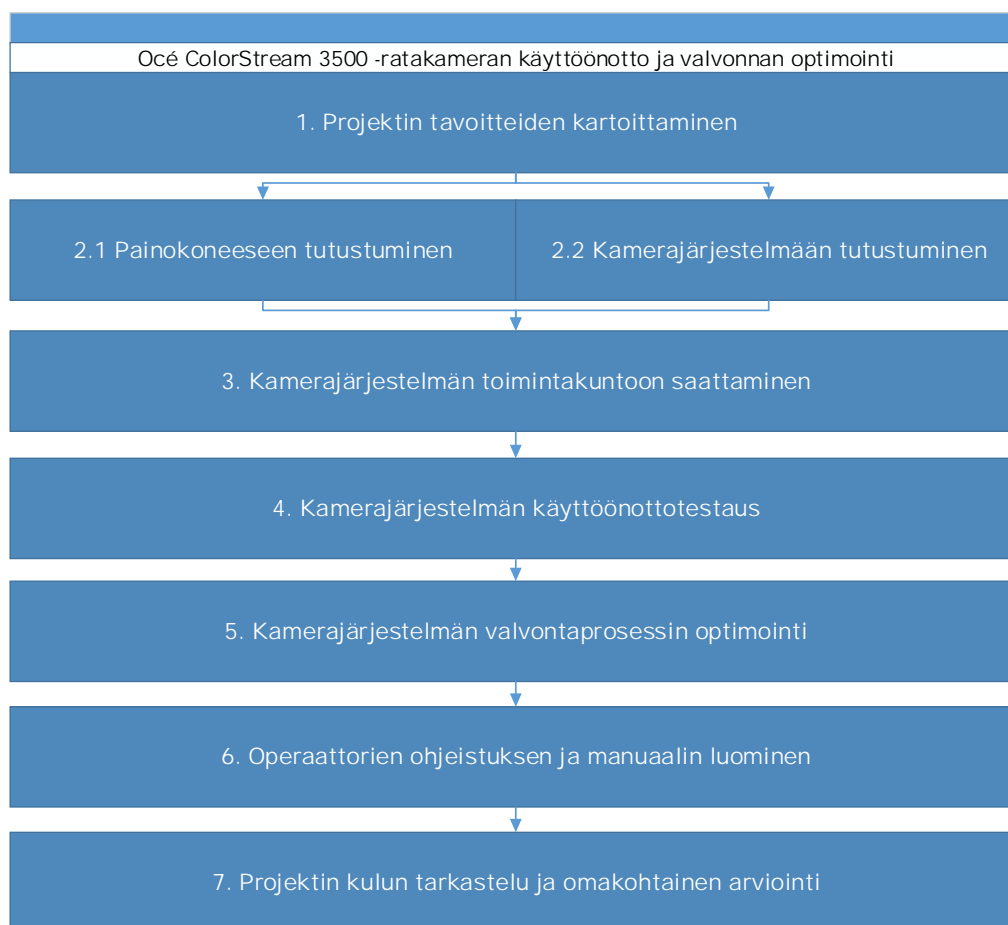 Océ ColorStream 3500 -ratakameran käyttöönotto ja valvonnan optimointi
1. Projektin tavoitteiden kartoittaminen
2.1 Painokoneeseen tutustuminen
2.2 Kamerajärjestelmään tutustuminen
3. Kamerajärjestelmän toimintakuntoon saattaminen
4. Kamerajärjestelmän käyttöönottotestaus
5. Kamerajärjestelmän valvontaprosessin optimointi
6. Operaattorien ohjeistuksen ja manuaalin luominen
7. Projektin kulun tarkastelu ja omakohtainen arviointi